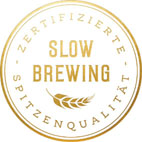 ZERTIFIZIERTE
SLOW
BREWING
SPITZENQUALITÄT